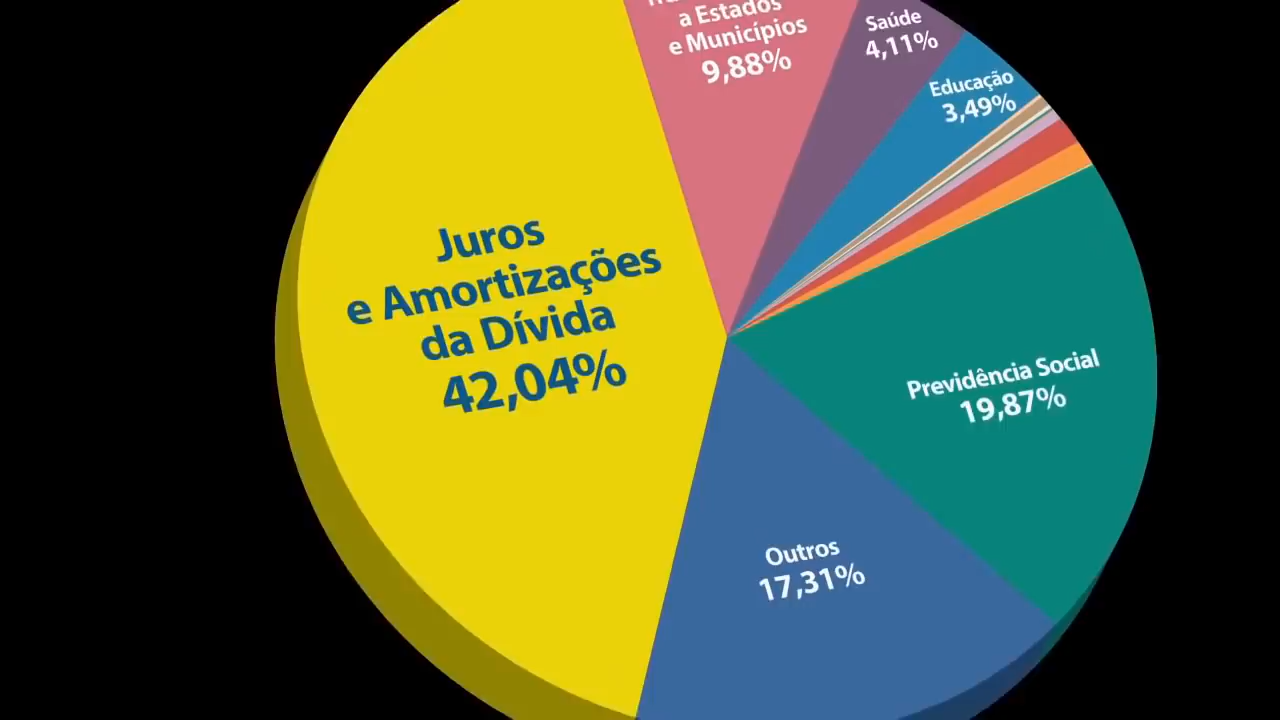 a Estados
e Municípios
9,88%
Saúde
4,11%
Educação
3,49%
Juros
e Amortizações
da Dívida
42,04%
Previdência Social
19,87%
Outros
17,31%